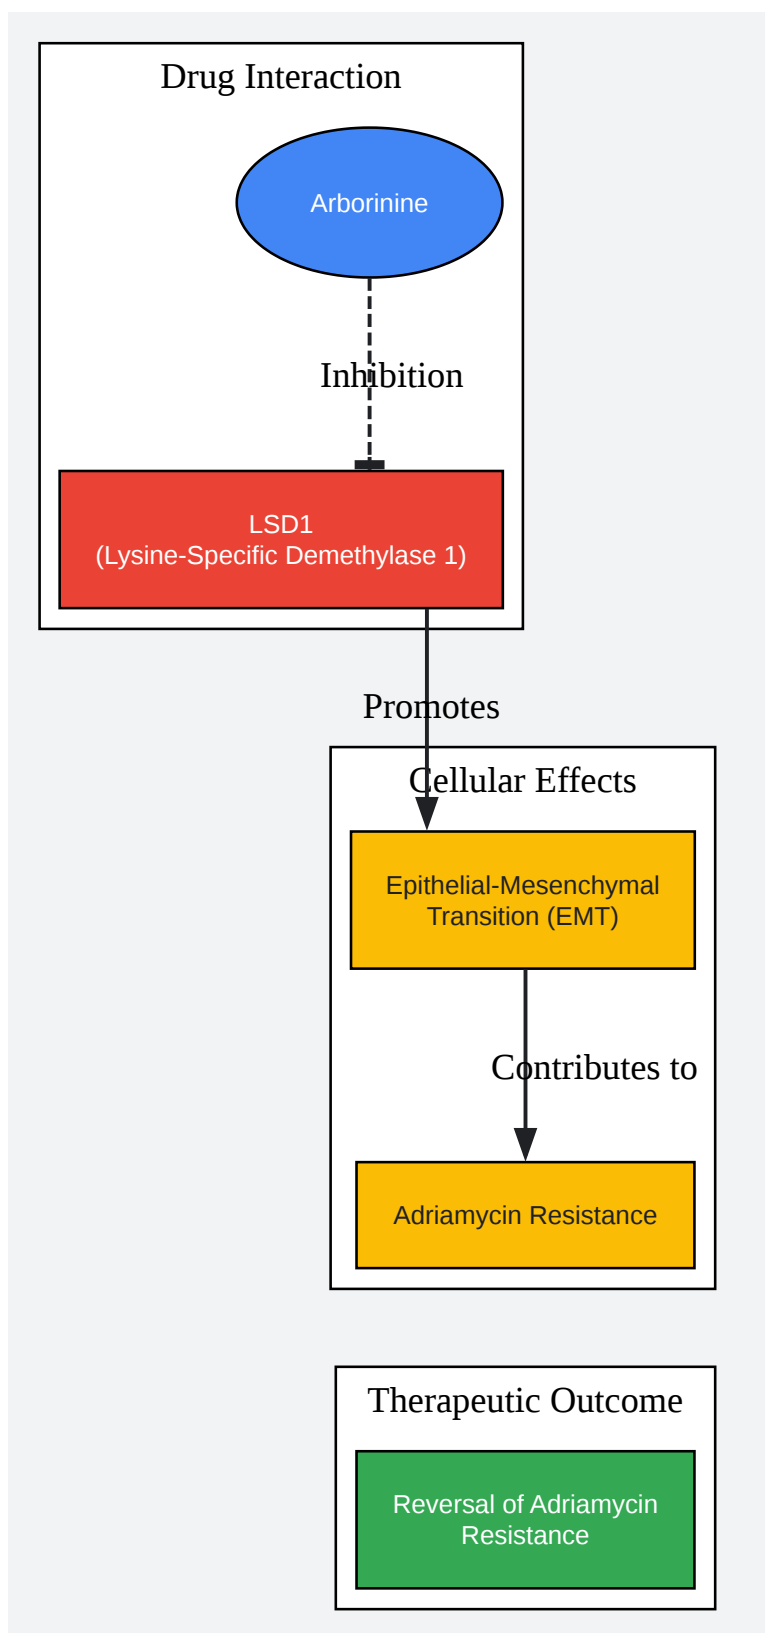 Drug Interaction
Arborinine
Inhibition
LSD1
(Lysine-Specific Demethylase 1)
Promotes
Cellular Effects
Epithelial-Mesenchymal
Transition (EMT)
Contributes to
Adriamycin Resistance
Therapeutic Outcome
Reversal of Adriamycin
Resistance